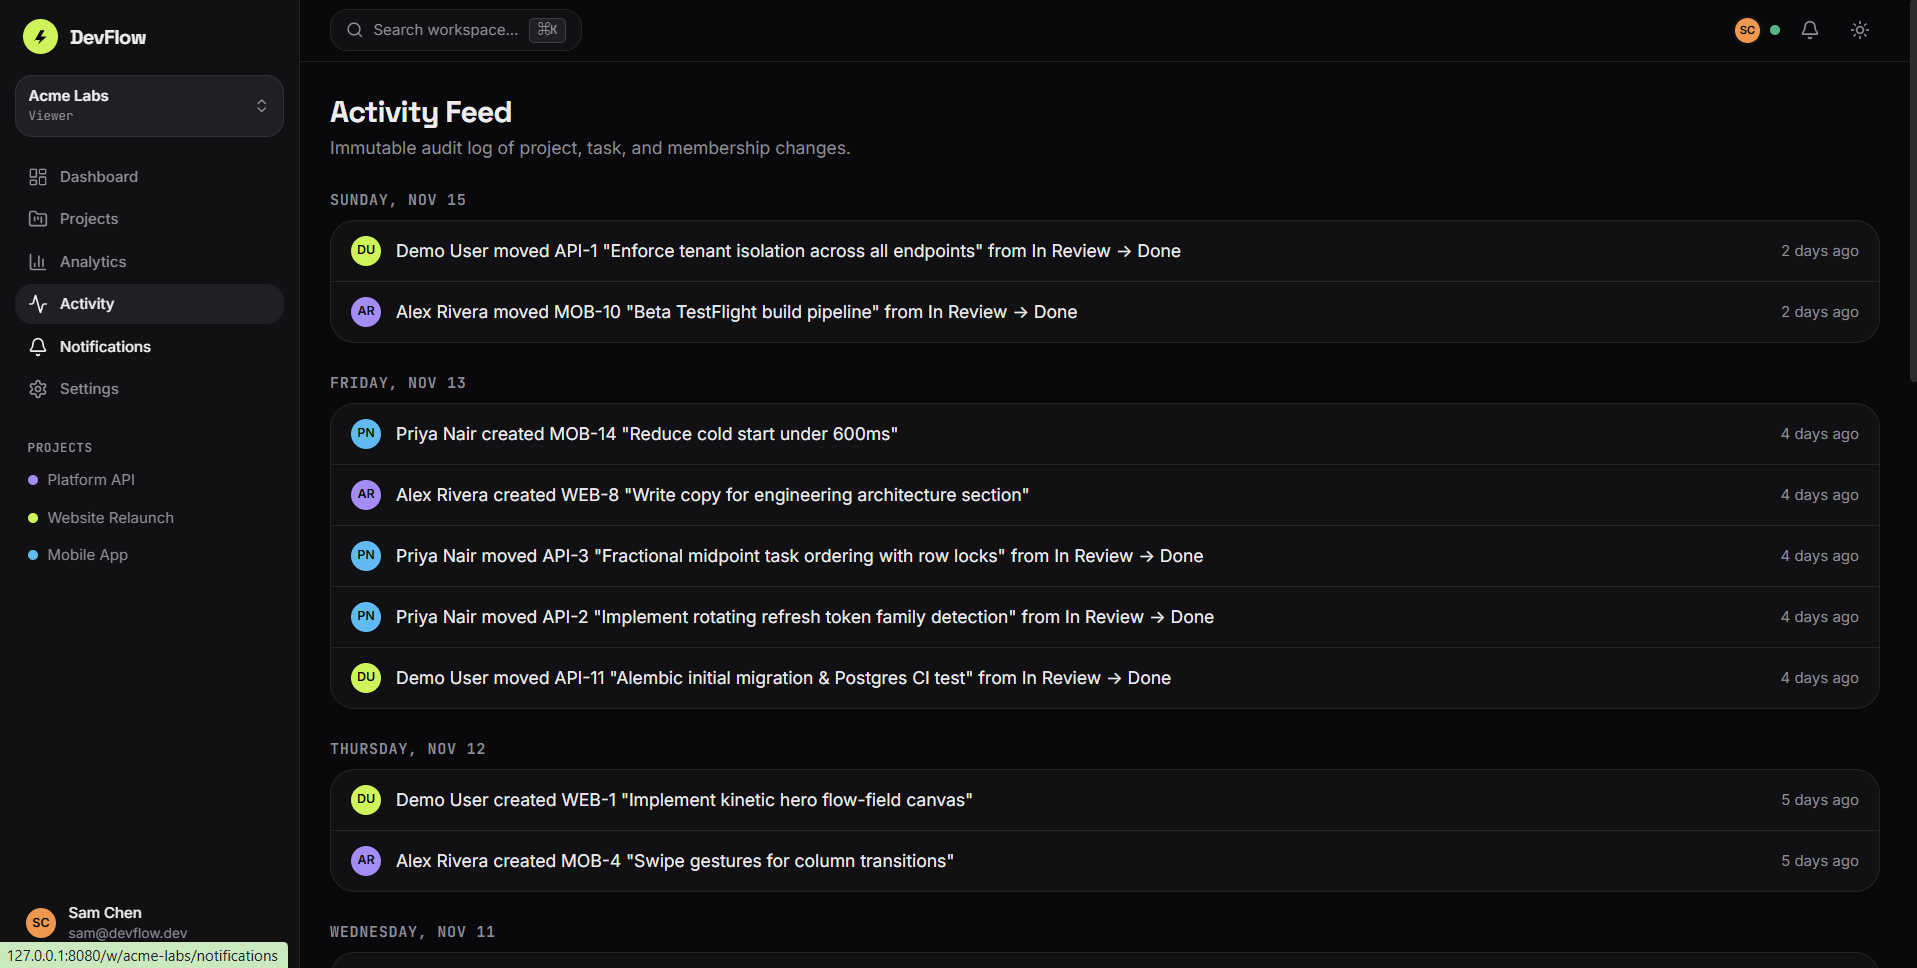 DevFlow
Search workspace... ⌘K
SC
Acme Labs
Viewer
Dashboard
Projects
Analytics
Activity
Notifications
Settings
PROJECTS
Platform API
Website Relaunch
Mobile App
SC
Sam Chen
sam@devflow.dev
127.0.0.1:8080/w/acme-labs/notifications
Activity Feed
Immutable audit log of project, task, and membership changes.
SUNDAY, NOV 15
DU Demo User moved API-1 "Enforce tenant isolation across all endpoints" from In Review → Done 2 days ago
AR Alex Rivera moved MOB-10 "Beta TestFlight build pipeline" from In Review → Done 2 days ago
FRIDAY, NOV 13
PN Priya Nair created MOB-14 "Reduce cold start under 600ms" 4 days ago
AR Alex Rivera created WEB-8 "Write copy for engineering architecture section" 4 days ago
PN Priya Nair moved API-3 "Fractional midpoint task ordering with row locks" from In Review → Done 4 days ago
PN Priya Nair moved API-2 "Implement rotating refresh token family detection" from In Review → Done 4 days ago
DU Demo User moved API-11 "Alembic initial migration & Postgres CI test" from In Review → Done 4 days ago
THURSDAY, NOV 12
DU Demo User created WEB-1 "Implement kinetic hero flow-field canvas" 5 days ago
AR Alex Rivera created MOB-4 "Swipe gestures for column transitions" 5 days ago
WEDNESDAY, NOV 11